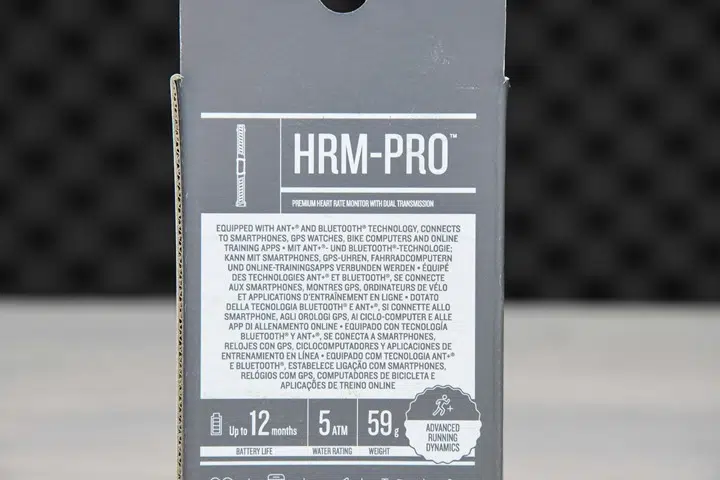 HRM-PRO™
PREMIUM HEART RATE MONITOR WITH DUAL TRANSMISSION
EQUIPPED WITH ANT+® AND BLUETOOTH® TECHNOLOGY, CONNECTS
TO SMARTPHONES, GPS WATCHES, BIKE COMPUTERS AND ONLINE
TRAINING APPS • MIT ANT+®- UND BLUETOOTH®-TECHNOLOGIE;
KANN MIT SMARTPHONES, GPS-UHREN, FAHRRADCOMPUTERN
UND ONLINE-TRAININGSAPPS VERBUNDEN WERDEN • ÉQUIPÉ
DES TECHNOLOGIES ANT+® ET BLUETOOTH®, SE CONNECTE
AUX SMARTPHONES, MONTRES GPS, ORDINATEURS DE VÉLO
ET APPLICATIONS D'ENTRAÎNEMENT EN LIGNE • DOTATO
DELLA TECNOLOGIA BLUETOOTH® E ANT+®, SI CONNETTE ALLO
SMARTPHONE, AGLI OROLOGI GPS, AI CICLO-COMPUTER E ALLE
APP DI ALLENAMENTO ONLINE • EQUIPADO CON TECNOLOGÍA
BLUETOOTH® Y ANT+®, SE CONECTA A SMARTPHONES,
RELOJES CON GPS, CICLOCOMPUTADORES Y APLICACIONES DE
ENTRENAMIENTO EN LÍNEA • EQUIPADO COM TECNOLOGIA ANT+®
E BLUETOOTH®, ESTABELECE LIGAÇÃO COM SMARTPHONES,
RELÓGIOS COM GPS, COMPUTADORES DE BICICLETA E
APLICAÇÕES DE TREINO ONLINE
Up to 12 months
BATTERY LIFE
5 ATM
WATER RATING
59 g
WEIGHT
ADVANCED
RUNNING
DYNAMICS